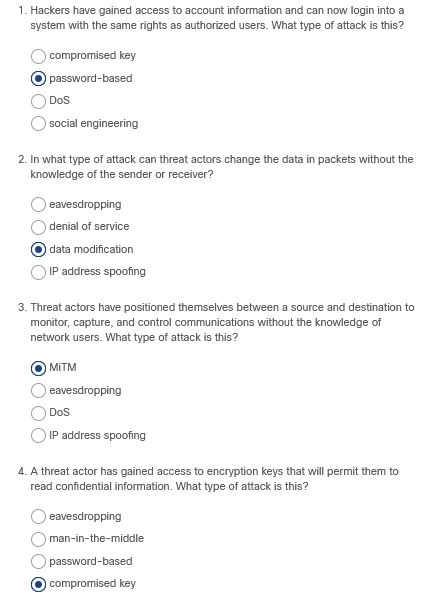 1. Hackers have gained access to account information and can now login into a
system with the same rights as authorized users. What type of attack is this?
compromised key
password-based
DoS
social engineering
2. In what type of attack can threat actors change the data in packets without the
knowledge of the sender or receiver?
eavesdropping
denial of service
data modification
IP address spoofing
3. Threat actors have positioned themselves between a source and destination to
monitor, capture, and control communications without the knowledge of
network users. What type of attack is this?
MiTM
eavesdropping
DoS
IP address spoofing
4. A threat actor has gained access to encryption keys that will permit them to
read confidential information. What type of attack is this?
eavesdropping
man-in-the-middle
password-based
compromised key